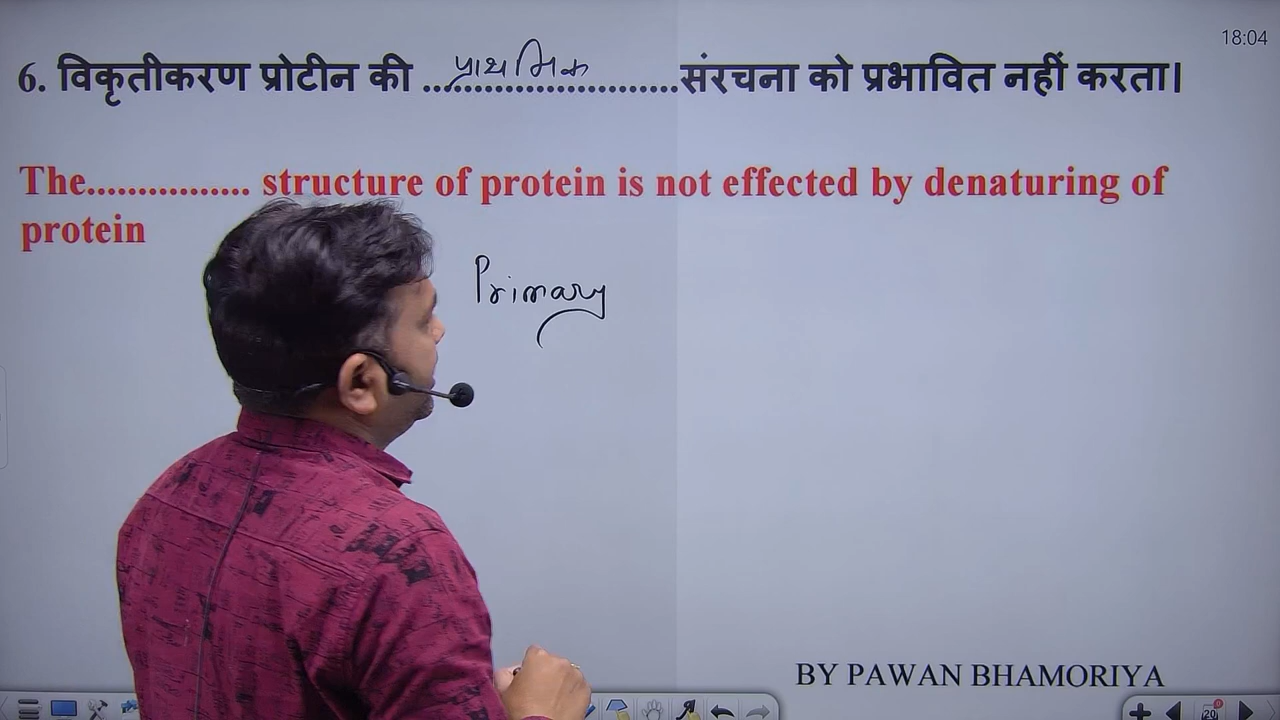 18:04
6. विकृतीकरण प्रोटीन की ..प्राथमिक..संरचना को प्रभावित नहीं करता।
The................ structure of protein is not effected by denaturing of
protein
Primary
BY PAWAN BHAMORIYA
20